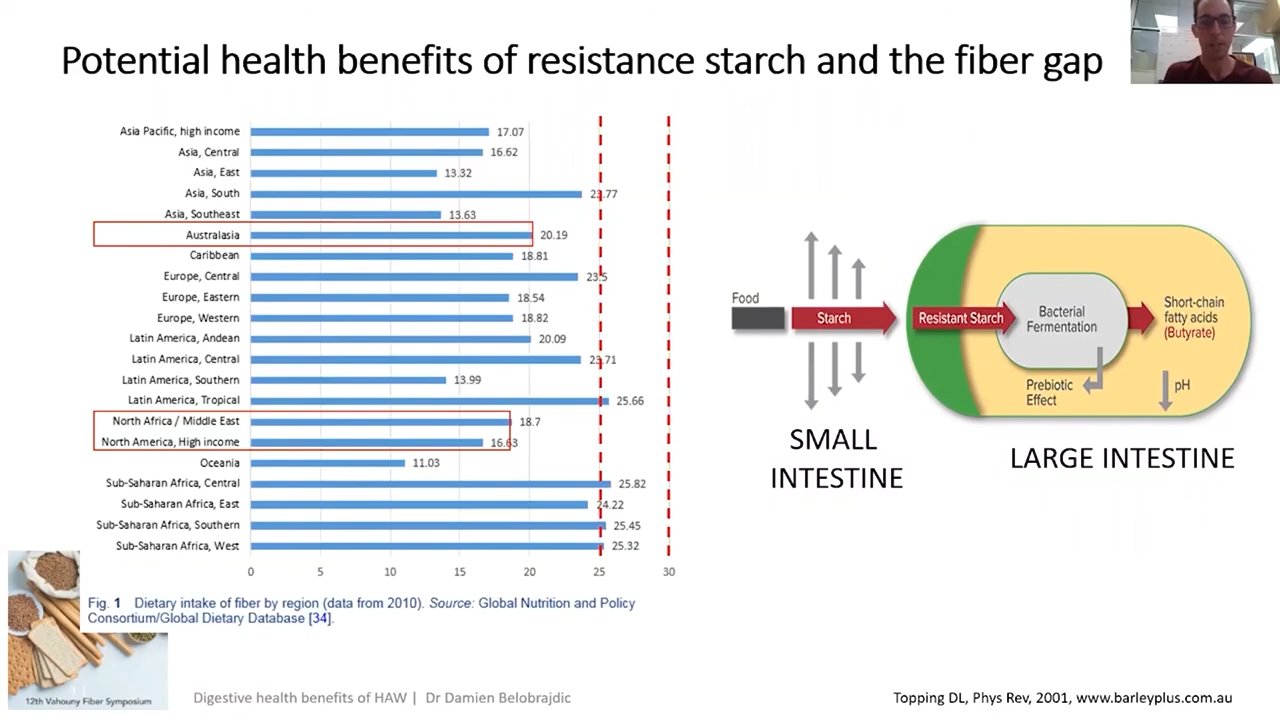 Potential health benefits of resistance starch and the fiber gap
Asia Pacific, high income 17.07
Asia, Central 16.62
Asia, East 13.32
Asia, South 23.77
Asia, Southeast 13.63
Australasia 20.19
Caribbean 18.81
Europe, Central 23.5
Europe, Eastern 18.54
Europe, Western 18.82
Latin America, Andean 20.09
Latin America, Central 23.71
Latin America, Southern 13.99
Latin America, Tropical 25.66
North Africa / Middle East 18.7
North America, High income 16.63
Oceania 11.03
Sub-Saharan Africa, Central 25.82
Sub-Saharan Africa, East 24.22
Sub-Saharan Africa, Southern 25.45
Sub-Saharan Africa, West 25.32
0 5 10 15 20 25 30
Fig. 1 Dietary intake of fiber by region (data from 2010). Source: Global Nutrition and Policy
Consortium/Global Dietary Database [34].
Food
Starch
Resistant Starch
Bacterial
Fermentation
Short-chain
fatty acids
(Butyrate)
Prebiotic
Effect
pH
SMALL
INTESTINE
LARGE INTESTINE
12th Vahouny Fiber Symposium
Digestive health benefits of HAW | Dr Damien Belobrajdic
Topping DL, Phys Rev, 2001, www.barleyplus.com.au